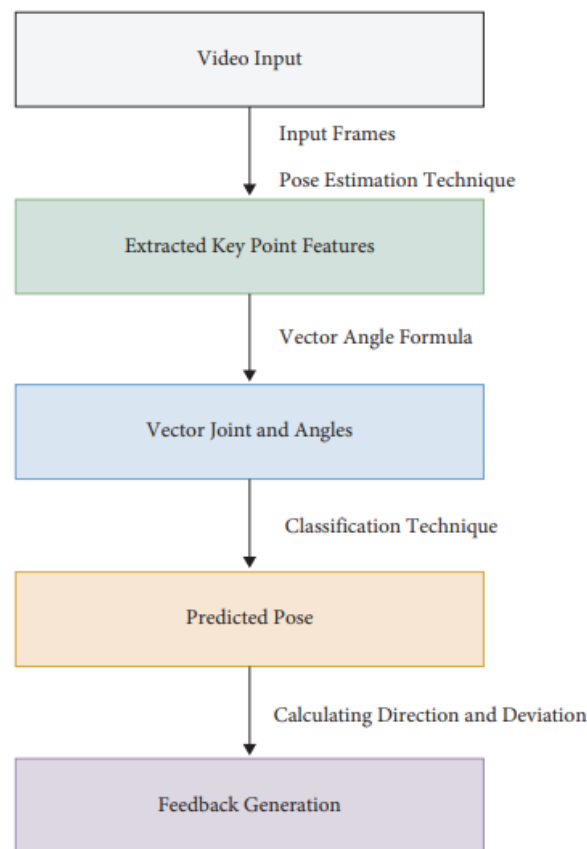 Video Input
Input Frames
Pose Estimation Technique
Extracted Key Point Features
Vector Angle Formula
Vector Joint and Angles
Classification Technique
Predicted Pose
Calculating Direction and Deviation
Feedback Generation